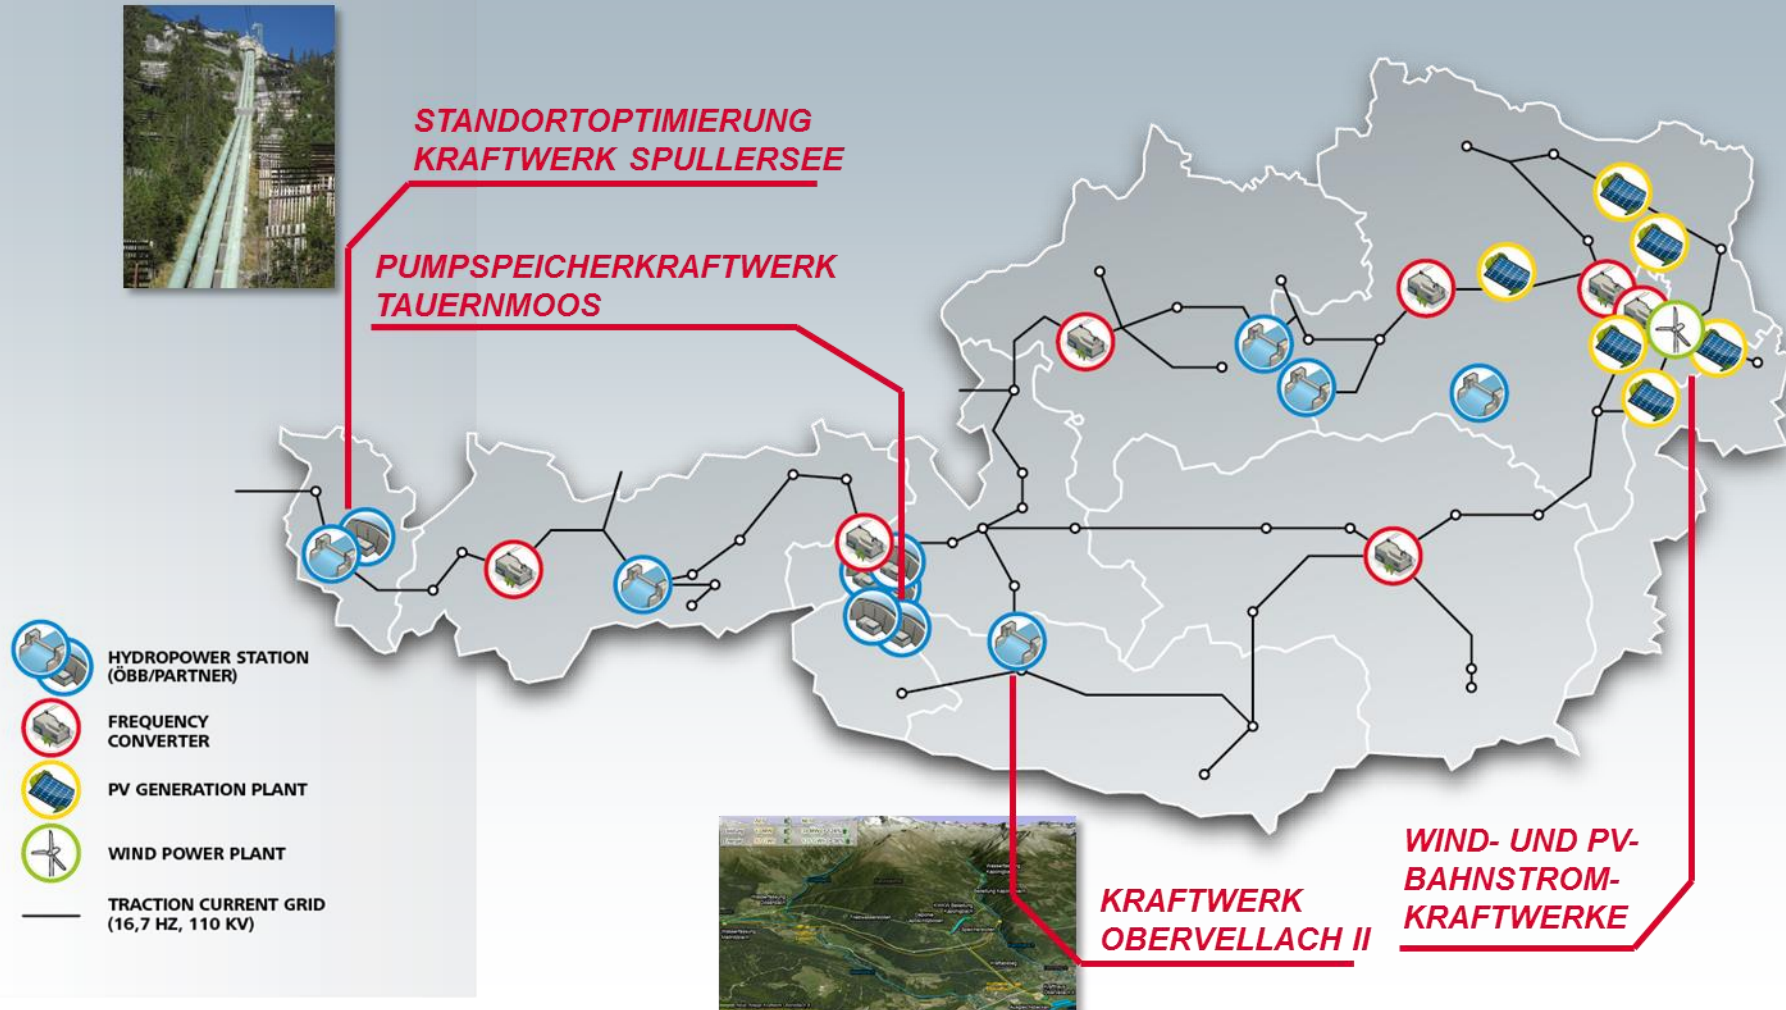 STANDORTOPTIMIERUNG
KRAFTWERK SPULLERSEE
PUMPSPEICHERKRAFTWERK
TAUERNMOOS
HYDROPOWER STATION
(ÖBB/PARTNER)
FREQUENCY
CONVERTER
PV GENERATION PLANT
WIND POWER PLANT
TRACTION CURRENT GRID
(16,7 HZ, 110 KV)
KRAFTWERK
OBERVELLACH II
WIND- UND PV-
BAHNSTROM-
KRAFTWERKE